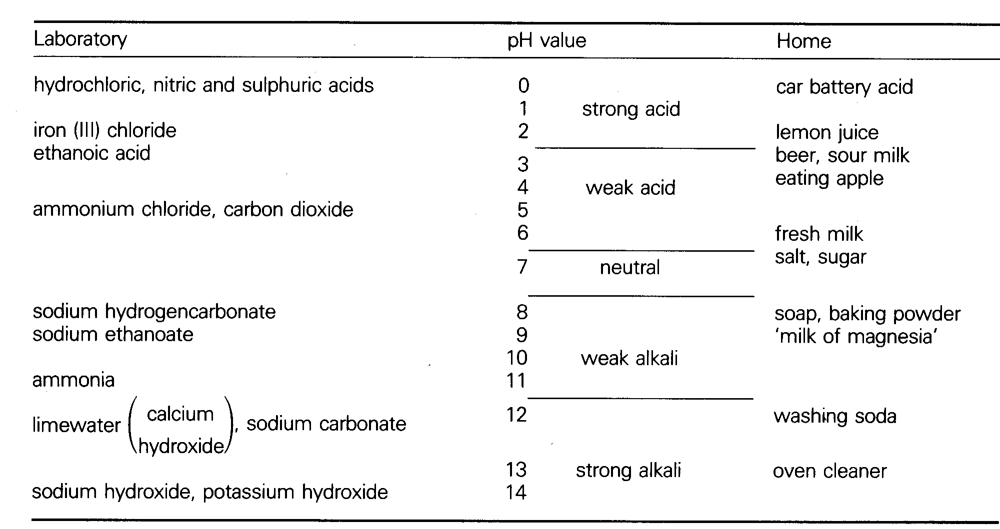 Laboratory pH value Home
hydrochloric, nitric and sulphuric acids 0 car battery acid
1 strong acid
iron (III) chloride 2 lemon juice
ethanoic acid beer, sour milk
3
eating apple
4 weak acid
ammonium chloride, carbon dioxide 5
6 fresh milk
salt, sugar
7 neutral
sodium hydrogencarbonate 8 soap, baking powder
sodium ethanoate 9 ‘milk of magnesia’
10 weak alkali
ammonia 11
limewater (calcium hydroxide), sodium carbonate 12 washing soda
13 strong alkali oven cleaner
sodium hydroxide, potassium hydroxide 14